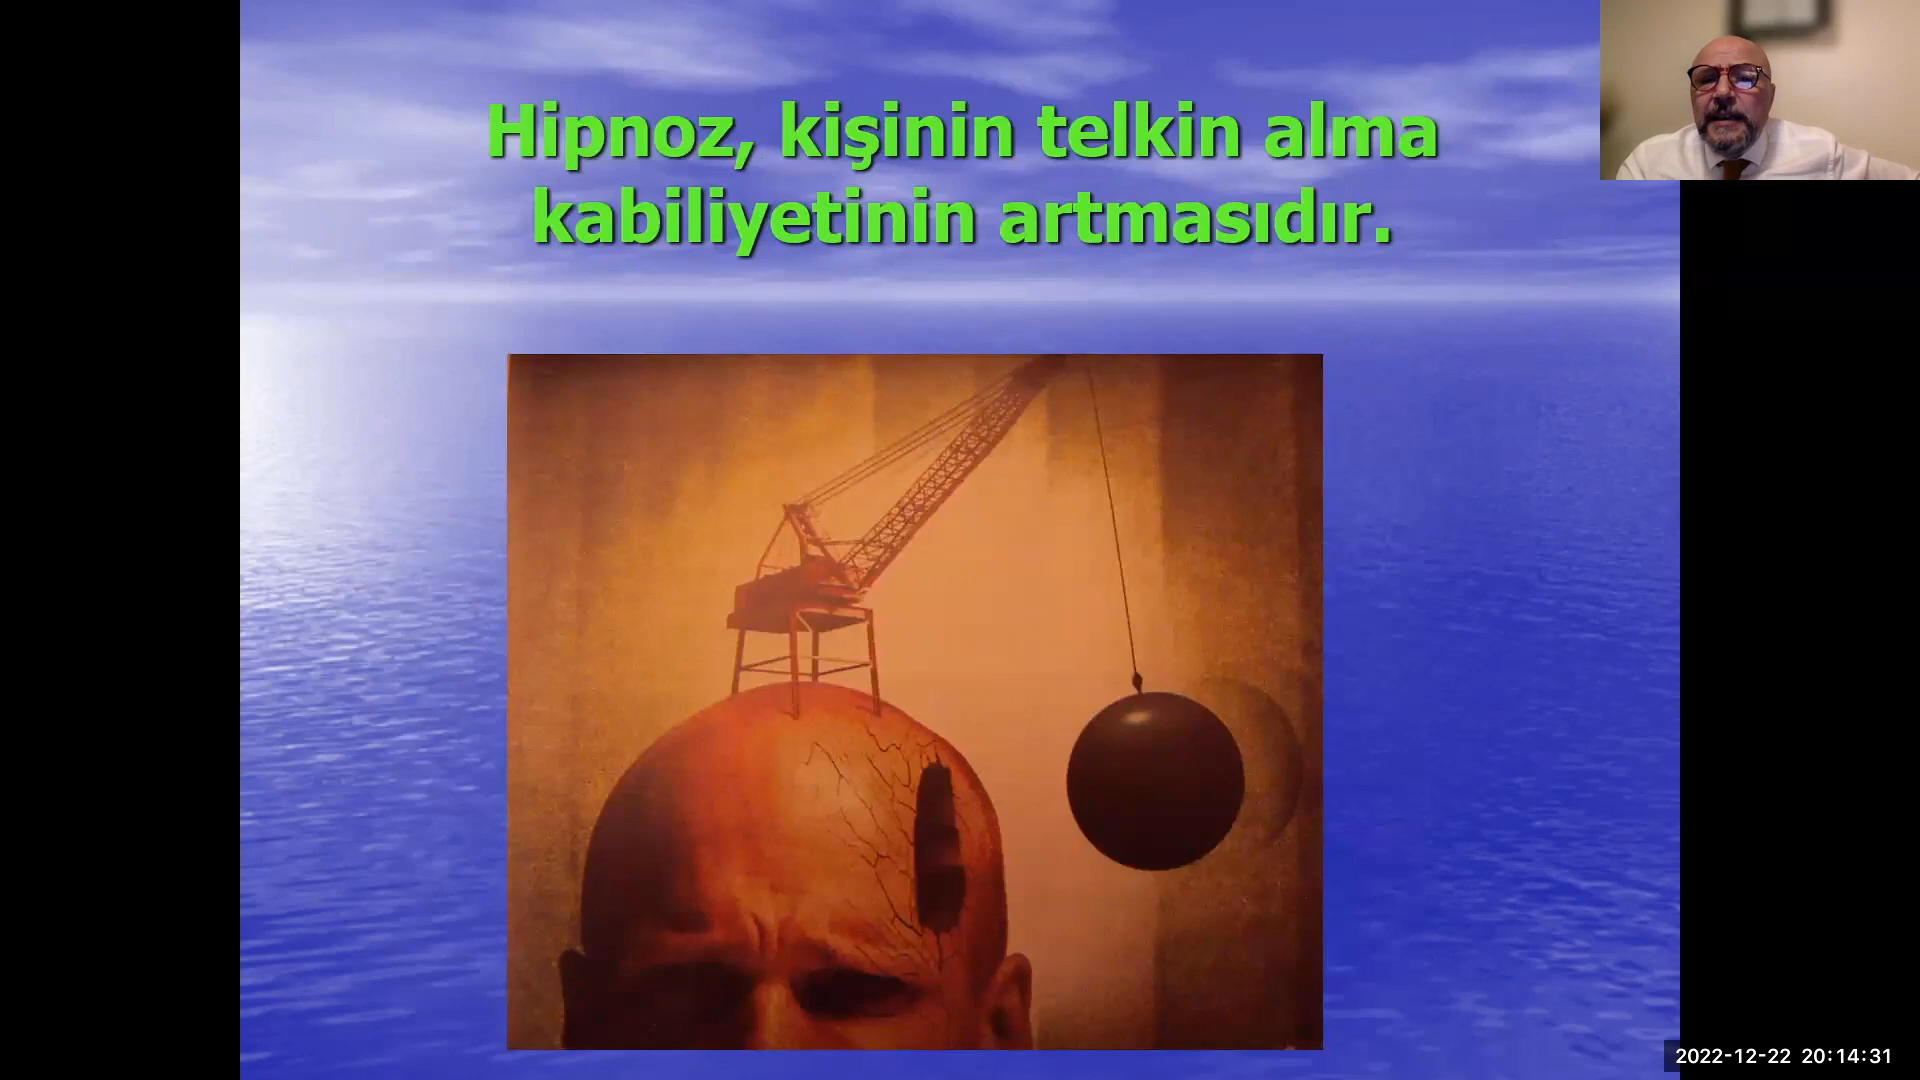 Hipnoz, kişinin telkin alma
kabiliyetinin artmasıdır.
2022-12-22 20:14:31